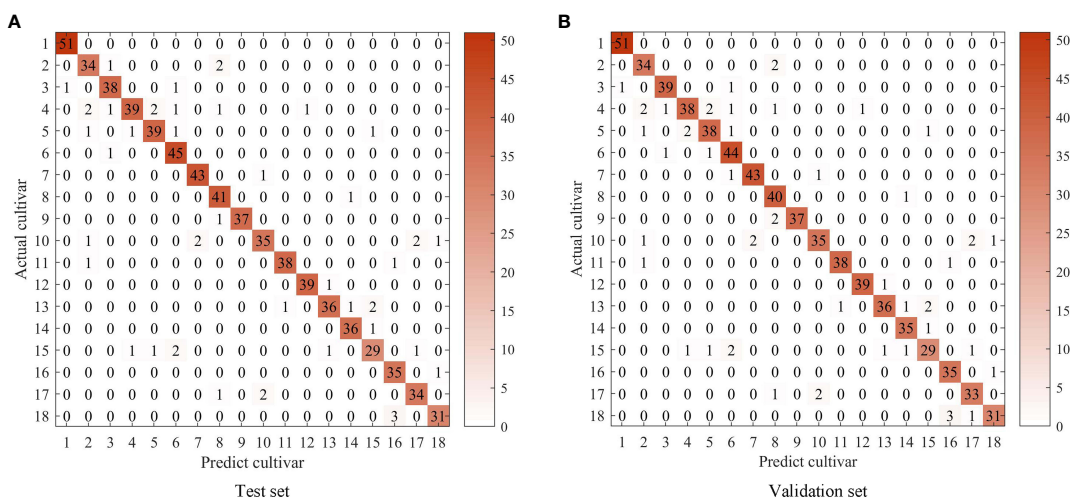 A
1 51 0 0 0 0 0 0 0 0 0 0 0 0 0 0 0 0 0
2 0 34 1 0 0 0 0 2 0 0 0 0 0 0 0 0 0 0
3 1 0 38 0 0 1 0 0 0 0 0 0 0 0 0 0 0 0
4 0 2 1 39 2 1 0 1 0 0 0 1 0 0 0 0 0 0
5 0 1 0 1 39 1 0 0 0 0 0 0 0 0 1 0 0 0
6 0 0 1 0 0 45 0 0 0 0 0 0 0 0 0 0 0 0
7 0 0 0 0 0 0 43 0 0 1 0 0 0 0 0 0 0 0
8 0 0 0 0 0 0 0 41 0 0 0 0 0 1 0 0 0 0
9 0 0 0 0 0 0 0 1 37 0 0 0 0 0 0 0 0 0
10 0 1 0 0 0 0 2 0 0 35 0 0 0 0 0 0 2 1
11 0 1 0 0 0 0 0 0 0 0 38 0 0 0 0 1 0 0
12 0 0 0 0 0 0 0 0 0 0 0 39 1 0 0 0 0 0
13 0 0 0 0 0 0 0 0 0 0 1 0 36 1 2 0 0 0
14 0 0 0 0 0 0 0 0 0 0 0 0 0 36 1 0 0 0
15 0 0 0 1 1 2 0 0 0 0 0 0 1 0 29 0 1 0
16 0 0 0 0 0 0 0 0 0 0 0 0 0 0 0 35 0 1
17 0 0 0 0 0 0 0 1 0 2 0 0 0 0 0 0 34 0
18 0 0 0 0 0 0 0 0 0 0 0 0 0 0 0 3 0 31
1 2 3 4 5 6 7 8 9 10 11 12 13 14 15 16 17 18
Actual cultivar
Predict cultivar
Test set
50
45
40
35
30
25
20
15
10
5
0
B
1 51 0 0 0 0 0 0 0 0 0 0 0 0 0 0 0 0 0
2 0 34 0 0 0 0 0 2 0 0 0 0 0 0 0 0 0 0
3 1 0 39 0 0 1 0 0 0 0 0 0 0 0 0 0 0 0
4 0 2 1 38 2 1 0 1 0 0 0 1 0 0 0 0 0 0
5 0 1 0 2 38 1 0 0 0 0 0 0 0 0 1 0 0 0
6 0 0 1 0 1 44 0 0 0 0 0 0 0 0 0 0 0 0
7 0 0 0 0 0 1 43 0 0 1 0 0 0 0 0 0 0 0
8 0 0 0 0 0 0 0 40 0 0 0 0 0 1 0 0 0 0
9 0 0 0 0 0 0 0 2 37 0 0 0 0 0 0 0 0 0
10 0 1 0 0 0 0 2 0 0 35 0 0 0 0 0 0 2 1
11 0 1 0 0 0 0 0 0 0 0 38 0 0 0 0 1 0 0
12 0 0 0 0 0 0 0 0 0 0 0 39 1 0 0 0 0 0
13 0 0 0 0 0 0 0 0 0 0 1 0 36 1 2 0 0 0
14 0 0 0 0 0 0 0 0 0 0 0 0 0 35 1 0 0 0
15 0 0 0 1 1 2 0 0 0 0 0 0 1 1 29 0 1 0
16 0 0 0 0 0 0 0 0 0 0 0 0 0 0 0 35 0 1
17 0 0 0 0 0 0 0 1 0 2 0 0 0 0 0 0 33 0
18 0 0 0 0 0 0 0 0 0 0 0 0 0 0 0 3 1 31
1 2 3 4 5 6 7 8 9 10 11 12 13 14 15 16 17 18
Actual cultivar
Predict cultivar
Validation set
50
45
40
35
30
25
20
15
10
5
0